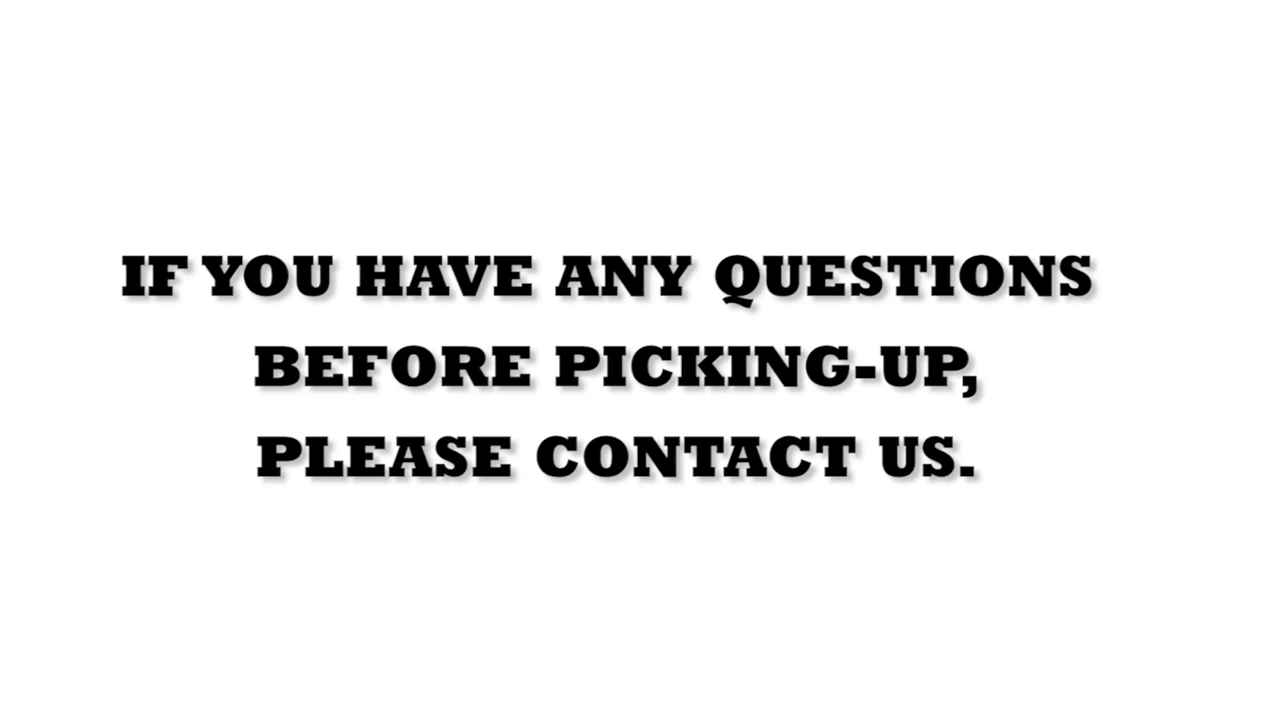 IF YOU HAVE ANY QUESTIONS
BEFORE PICKING-UP,
PLEASE CONTACT US.